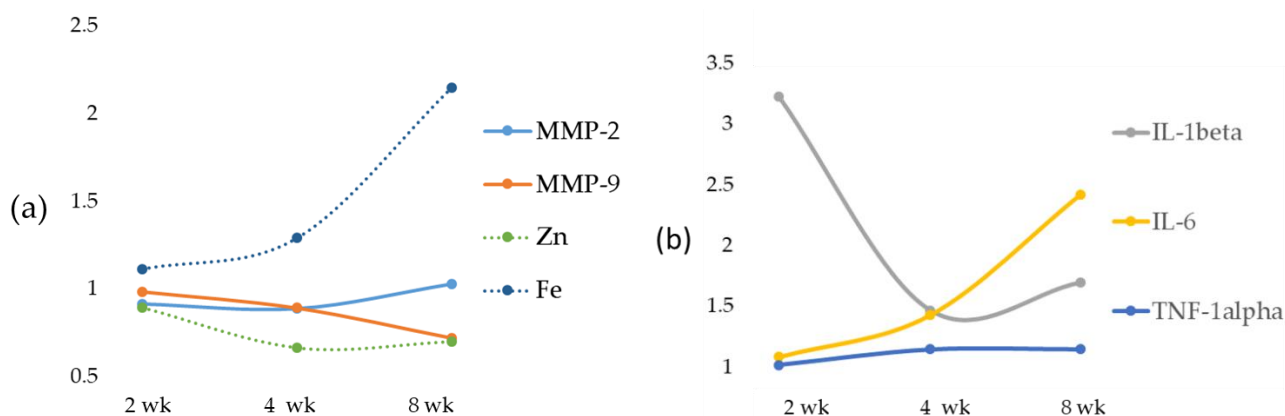 (a)
2.5
2
1.5
1
0.5
2 wk
4 wk
8 wk
MMP-2
MMP-9
Zn
Fe
(b)
3.5
3
2.5
2
1.5
1
2 wk
4 wk
8 wk
IL-1beta
IL-6
TNF-1alpha